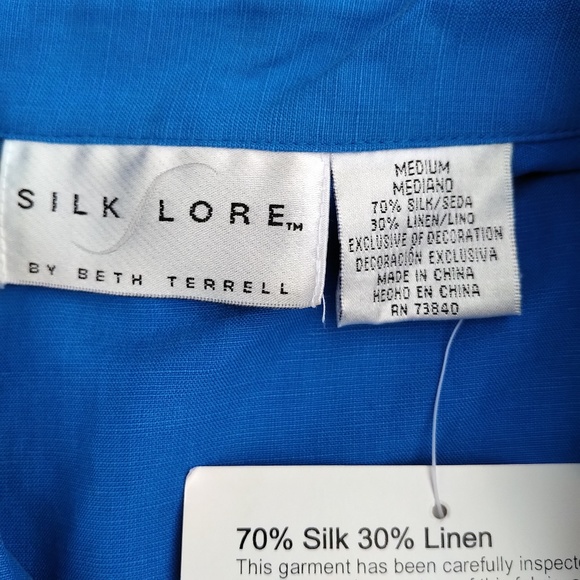 SILK LORE™
BY BETH TERRELL
MEDIUM
MEDIANO
70% SILK/SEDA
30% LINEN/LINO
EXCLUSIVE OF DECORATION
DECORACIÓN EXCLUSIVA
MADE IN CHINA
HECHO EN CHINA
RN 73840
70% Silk 30% Linen
This garment has been carefully inspect